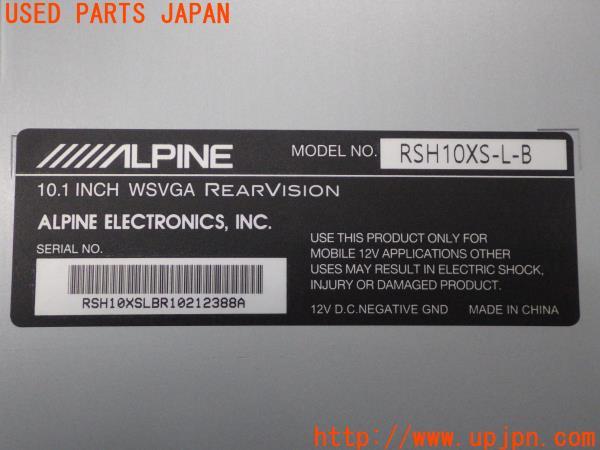 USED PARTS JAPAN
ALPINE
MODEL NO. RSH10XS-L-B
10.1 INCH WSVGA REARVISION
ALPINE ELECTRONICS, INC.
SERIAL NO.
RSH10XSLBR10212388A
USE THIS PRODUCT ONLY FOR
MOBILE 12V APPLICATIONS OTHER
USES MAY RESULT IN ELECTRIC SHOCK,
INJURY OR DAMAGED PRODUCT.
12V D.C.NEGATIVE GND MADE IN CHINA
http://www.upjpn.com/